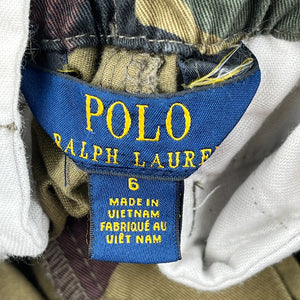 POLO
RALPH LAUREN
6
MADE IN
VIETNAM
FABRIQUÉ AU
VIÊT NAM